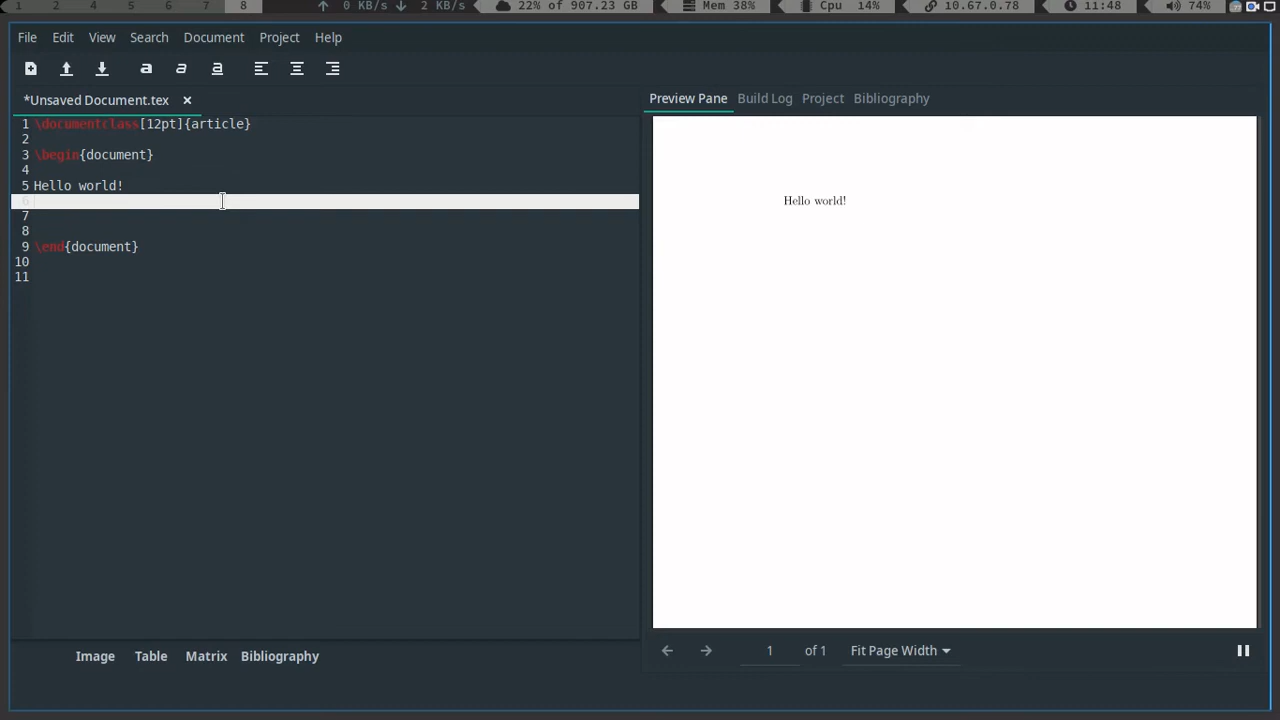 1 2 3 4 5 6 7 8 0 KB/s 2 KB/s 22% of 907.23 GB Mem 38% Cpu 14% 10.67.0.78 11:48 74%
File Edit View Search Document Project Help
a a a
*Unsaved Document.tex
Preview Pane Build Log Project Bibliography
1 \documentclass[12pt]{article}
2
3 \begin{document}
4
5 Hello world!
6
7
8
9 \end{document}
10
11
Hello world!
Image Table Matrix Bibliography
1 of 1 Fit Page Width